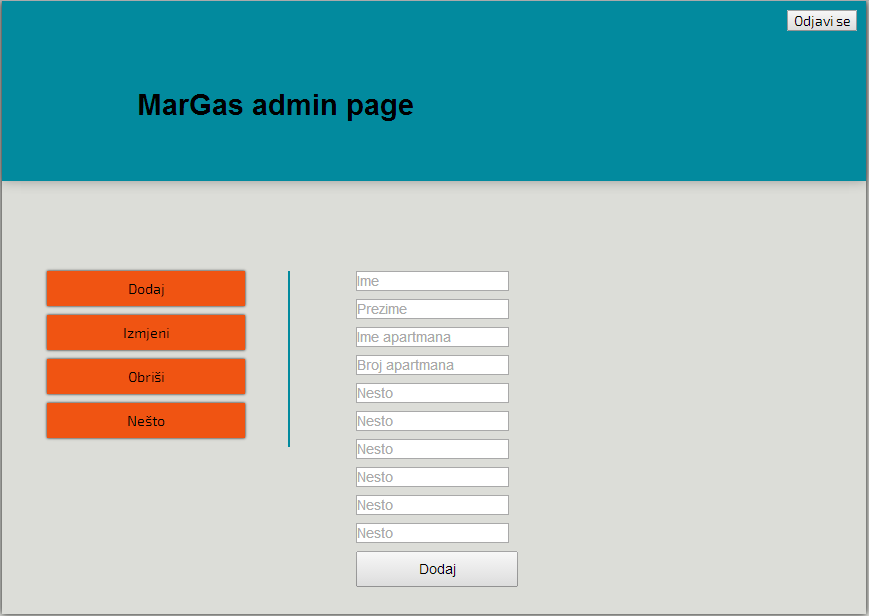 Odjavi se
MarGas admin page
Dodaj
Izmjeni
Obriši
Nešto
Ime
Prezime
Ime apartmana
Broj apartmana
Nesto
Nesto
Nesto
Nesto
Nesto
Nesto
Dodaj